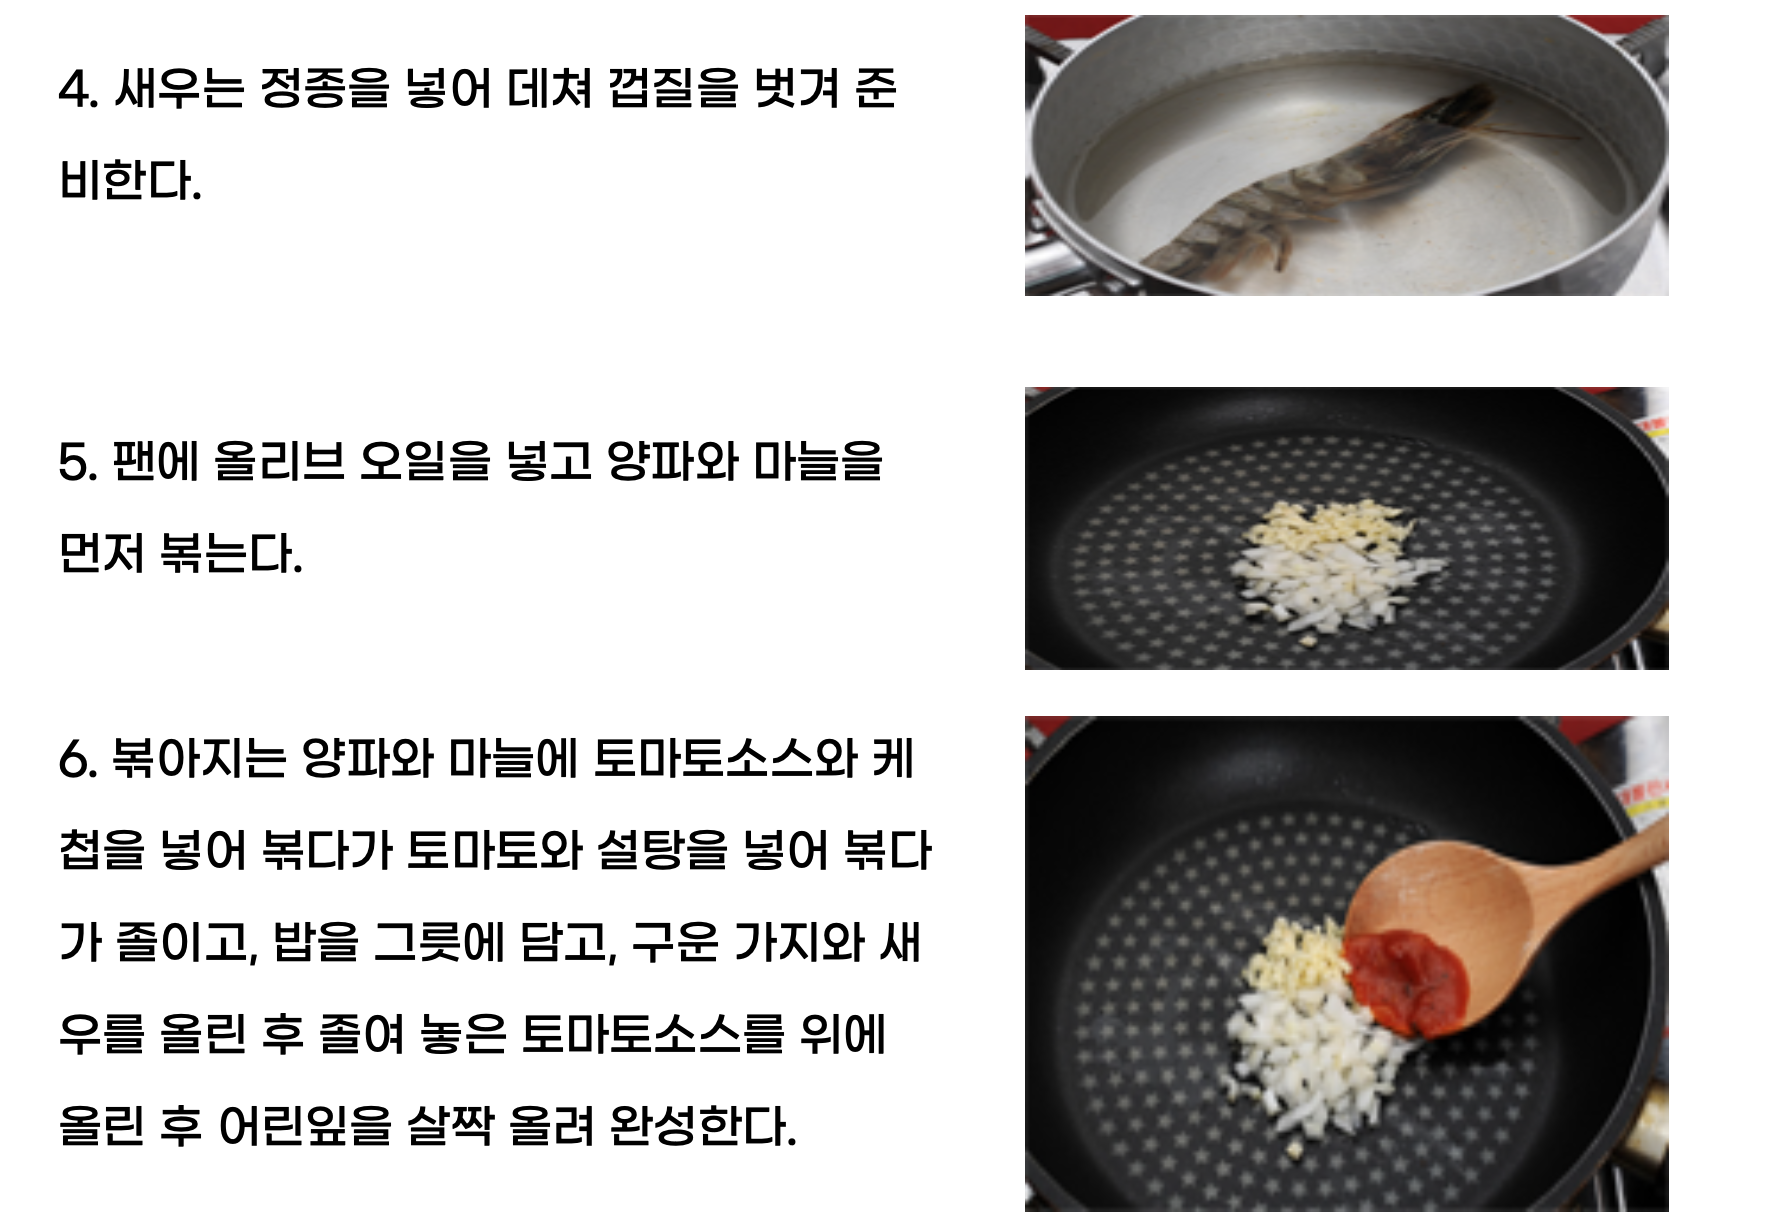 4. 새우는 정종을 넣어 데쳐 껍질을 벗겨 준
비한다.
5. 팬에 올리브 오일을 넣고 양파와 마늘을
먼저 볶는다.
6. 볶아지는 양파와 마늘에 토마토소스와 케
첩을 넣어 볶다가 토마토와 설탕을 넣어 볶다
가 졸이고, 밥을 그릇에 담고, 구운 가지와 새
우를 올린 후 졸여 놓은 토마토소스를 위에
올린 후 어린잎을 살짝 올려 완성한다.